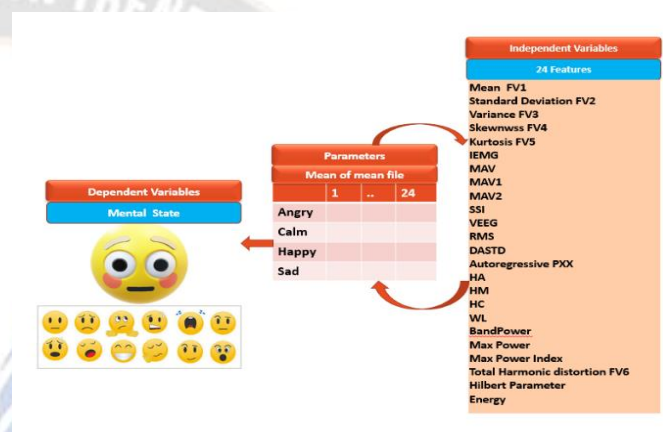 Dependent Variables
Mental State
Parameters
Mean of mean file
1 .. 24
Angry
Calm
Happy
Sad
Independent Variables
24 Features
Mean FV1
Standard Deviation FV2
Variance FV3
Skewnwss FV4
Kurtosis FV5
IEMG
MAV
MAV1
MAV2
SSI
VEEG
RMS
DASTD
Autoregressive PXX
HA
HM
HC
WL
BandPower
Max Power
Max Power Index
Total Harmonic distortion FV6
Hilbert Parameter
Energy